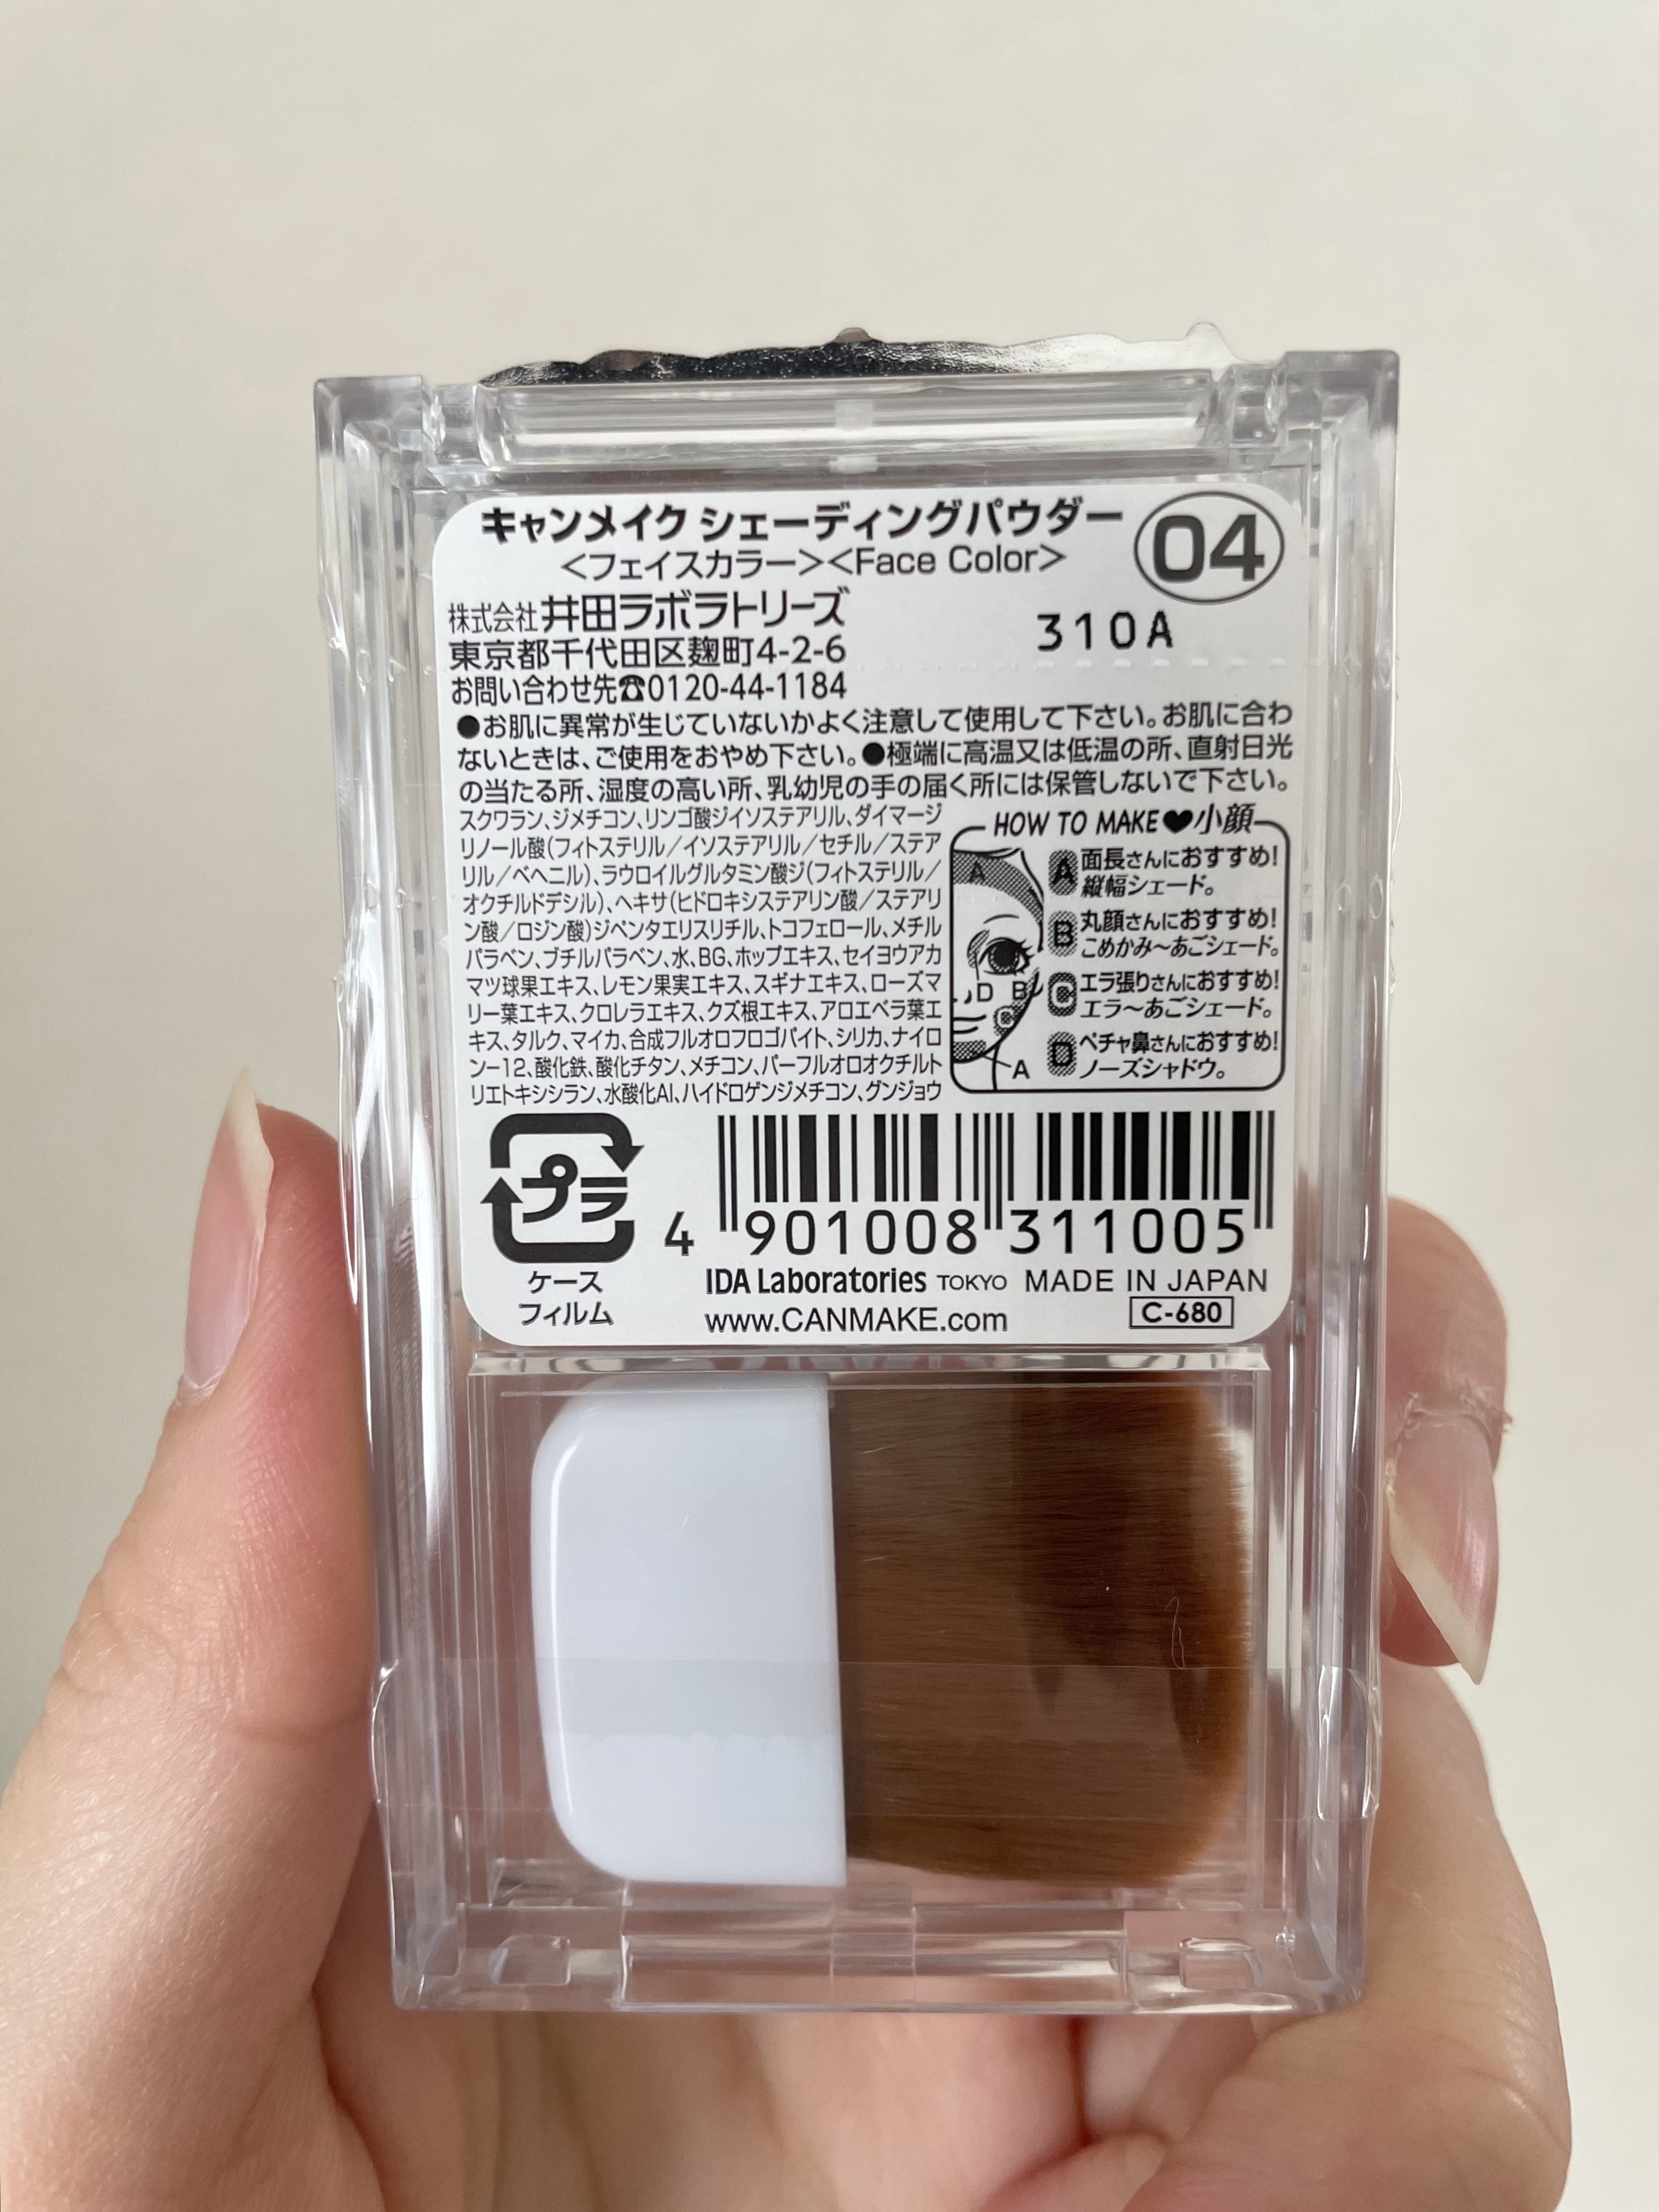 キャンメイク シェーディングパウダー
04
<フェイスカラー><Face Color>
株式会社 井田ラボラトリーズ
310A
東京都千代田区麹町4-2-6
お問い合わせ先☎0120-44-1184
●お肌に異常が生じていないかよく注意して使用して下さい。お肌に合わ
ないときは、ご使用をおやめ下さい。●極端に高温又は低温の所、直射日光
の当たる所、湿度の高い所、乳幼児の手の届く所には保管しないで下さい。
スクワラン、ジメチコン、リンゴ酸ジイソステアリル、ダイマージ
リノール酸(フィトステリル/イソステアリル/セチル/ステア
リル/ベヘニル)、ラウロイルグルタミン酸ジ(フィトステリル/
オクチルドデシル)、ヘキサ(ヒドロキシステアリン酸/ステアリ
ン酸/ロジン酸)ジペンタエリスリチル、トコフェロール、メチル
パラベン、ブチルパラベン、水、BG、ホップエキス、セイヨウアカ
マツ球果エキス、レモン果実エキス、スギナエキス、ローズマ
リー葉エキス、クロレラエキス、クズ根エキス、アロエベラ葉エ
キス、タルク、マイカ、合成フルオロフロゴパイト、シリカ、ナイロ
ン-12、酸化鉄、酸化チタン、メチコン、パーフルオロオクチルト
リエトキシシラン、水酸化Al、ハイドロゲンジメチコン、グンジョウ
HOW TO MAKE♥小顔
A 面長さんにおすすめ!
縦幅シェード。
B 丸顔さんにおすすめ!
こめかみ〜あごシェード。
C エラ張りさんにおすすめ!
エラ〜あごシェード。
D ペチャ鼻さんにおすすめ!
ノーズシャドウ。
A
D B
C
A
プラ
ケース
フィルム
4 901008 311005
IDA Laboratories TOKYO MADE IN JAPAN
www.CANMAKE.com
C-680